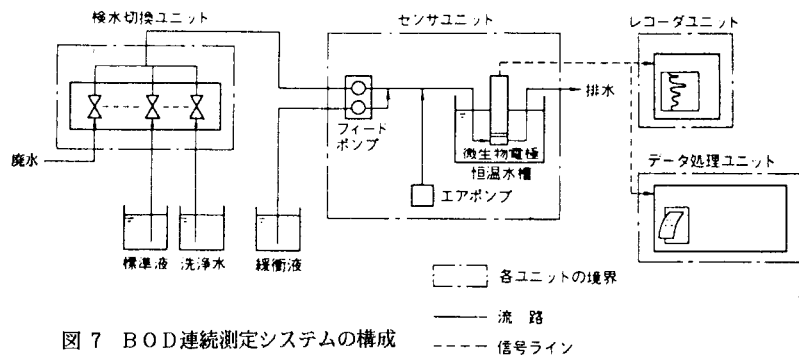 検水切換ユニット
センサユニット
レコーダユニット
排水
フィード
ポンプ
微生物電極
恒温水槽
廃水
エアポンプ
データ処理ユニット
標準液
洗浄水
緩衝液
各ユニットの境界
流路
信号ライン
図7 BOD連続測定システムの構成